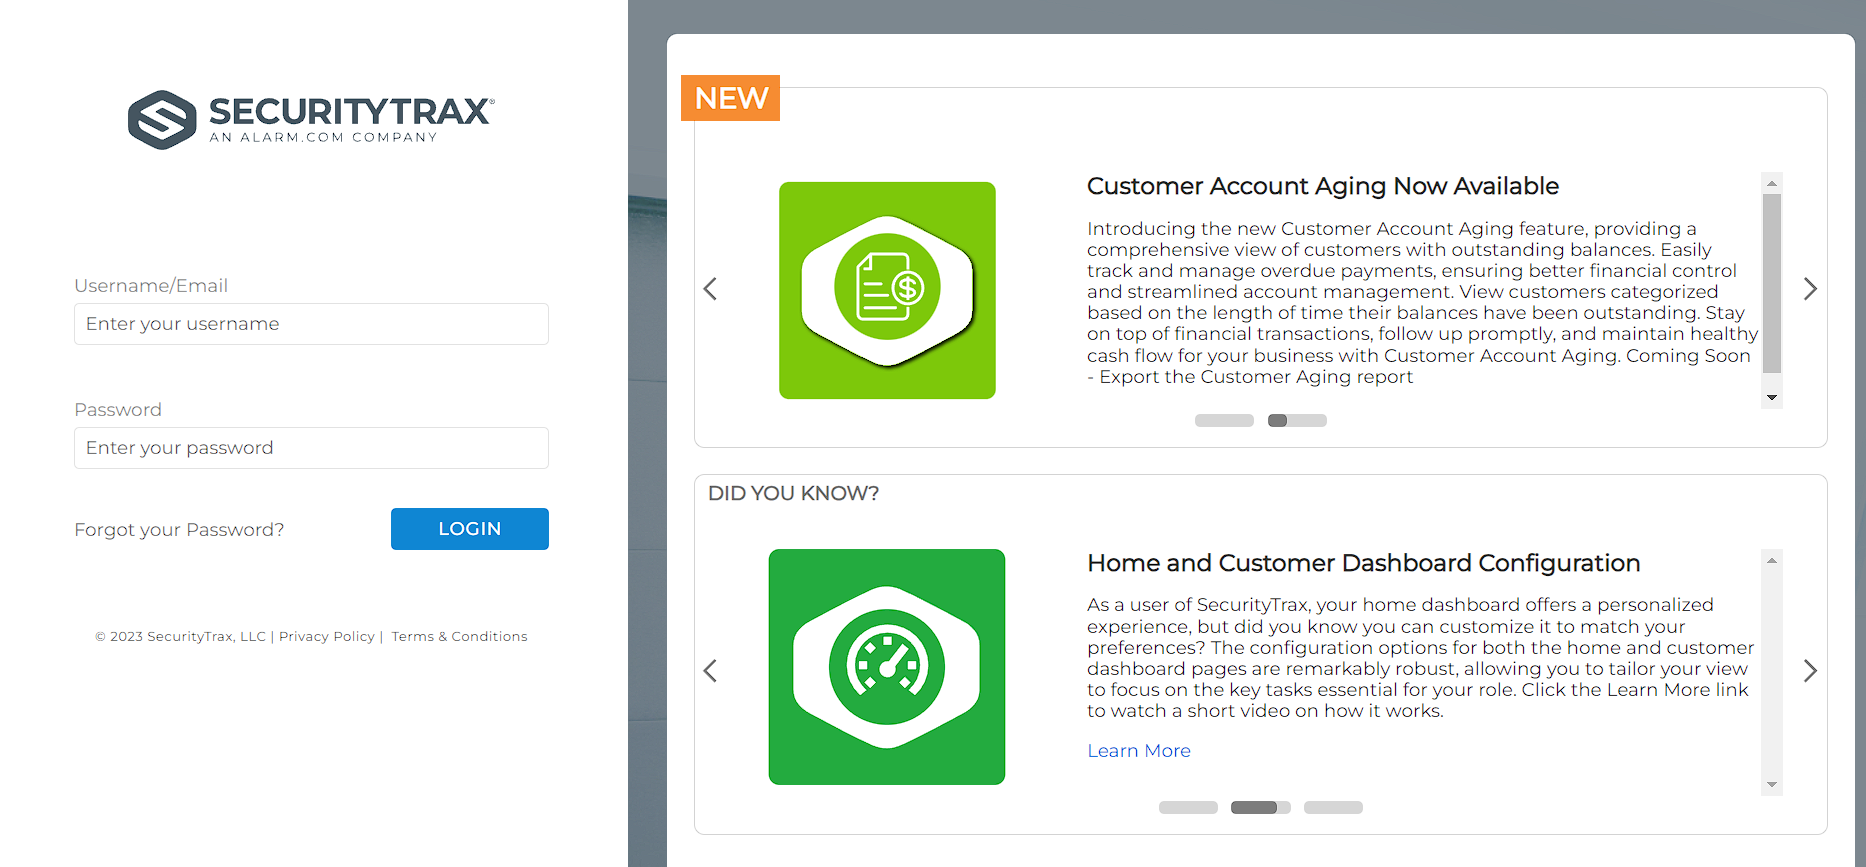 SECURITYTRAX®
AN ALARM.COM COMPANY
Username/Email
Enter your username
Password
Enter your password
Forgot your Password?
LOGIN
© 2023 SecurityTrax, LLC | Privacy Policy | Terms & Conditions
NEW
Customer Account Aging Now Available
Introducing the new Customer Account Aging feature, providing a
comprehensive view of customers with outstanding balances. Easily
track and manage overdue payments, ensuring better financial control
and streamlined account management. View customers categorized
based on the length of time their balances have been outstanding. Stay
on top of financial transactions, follow up promptly, and maintain healthy
cash flow for your business with Customer Account Aging. Coming Soon
- Export the Customer Aging report
DID YOU KNOW?
Home and Customer Dashboard Configuration
As a user of SecurityTrax, your home dashboard offers a personalized
experience, but did you know you can customize it to match your
preferences? The configuration options for both the home and customer
dashboard pages are remarkably robust, allowing you to tailor your view
to focus on the key tasks essential for your role. Click the Learn More link
to watch a short video on how it works.
Learn More